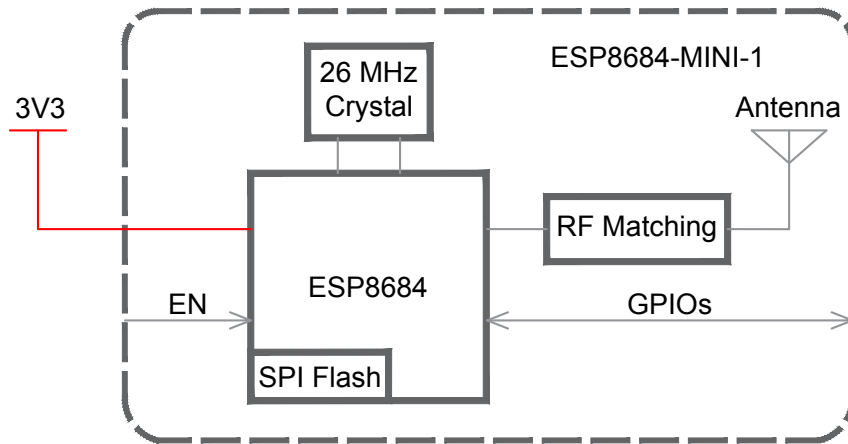 ESP8684-MINI-1
26 MHz
Crystal
3V3
Antenna
RF Matching
ESP8684
EN
GPIOs
SPI Flash